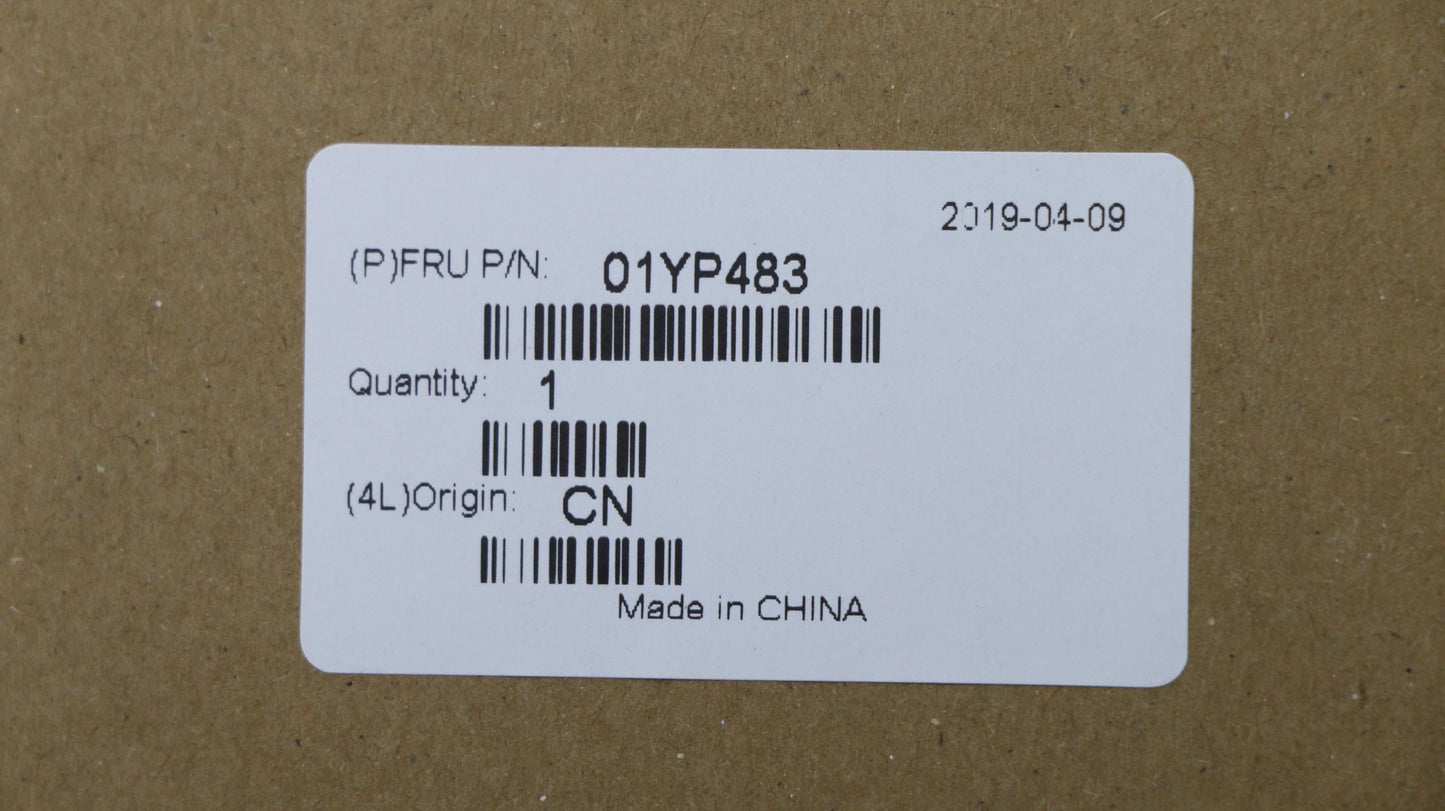 2019-04-09
(P)FRU P/N: 01YP483
Quantity: 1
(4L)Origin: CN
Made in CHINA